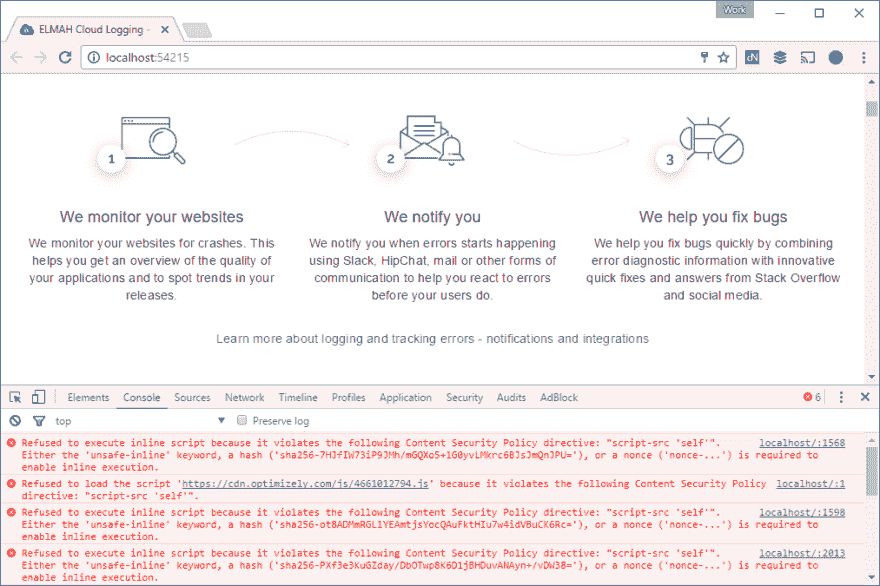 Work
ELMAH Cloud Logging -
localhost:54215
1
2
3
We monitor your websites
We monitor your websites for crashes. This
helps you get an overview of the quality of
your applications and to spot trends in your
releases.
We notify you
We notify you when errors starts happening
using Slack, HipChat, mail or other forms of
communication to help you react to errors
before your users do.
We help you fix bugs
We help you fix bugs quickly by combining
error diagnostic information with innovative
quick fixes and answers from Stack Overflow
and social media.
Learn more about logging and tracking errors - notifications and integrations
Elements Console Sources Network Timeline Profiles Application Security Audits AdBlock 6
top Preserve log
Refused to execute inline script because it violates the following Content Security Policy directive: "script-src 'self'". localhost/:1568
Either the 'unsafe-inline' keyword, a hash ('sha256-7HJfIW73iP9JMh/mGQXo5+1G0yvLMkrc6BJsJmQnJPU='), or a nonce ('nonce-...') is required to
enable inline execution.
Refused to load the script 'https://cdn.optimizely.com/js/4661012794.js' because it violates the following Content Security Policy localhost/:1
directive: "script-src 'self'".
Refused to execute inline script because it violates the following Content Security Policy directive: "script-src 'self'". localhost/:1598
Either the 'unsafe-inline' keyword, a hash ('sha256-ot8ADMmRGL1YEAmtjsYocQAuFktHIu7w4idVBuCK6Rc='), or a nonce ('nonce-...') is required to
enable inline execution.
Refused to execute inline script because it violates the following Content Security Policy directive: "script-src 'self'". localhost/:2013
Either the 'unsafe-inline' keyword, a hash ('sha256-PXf3e3KuGZday/DbOTwp8K6D1jBHDuvANAyn+/vDW38='), or a nonce ('nonce-...') is required to
enable inline execution.